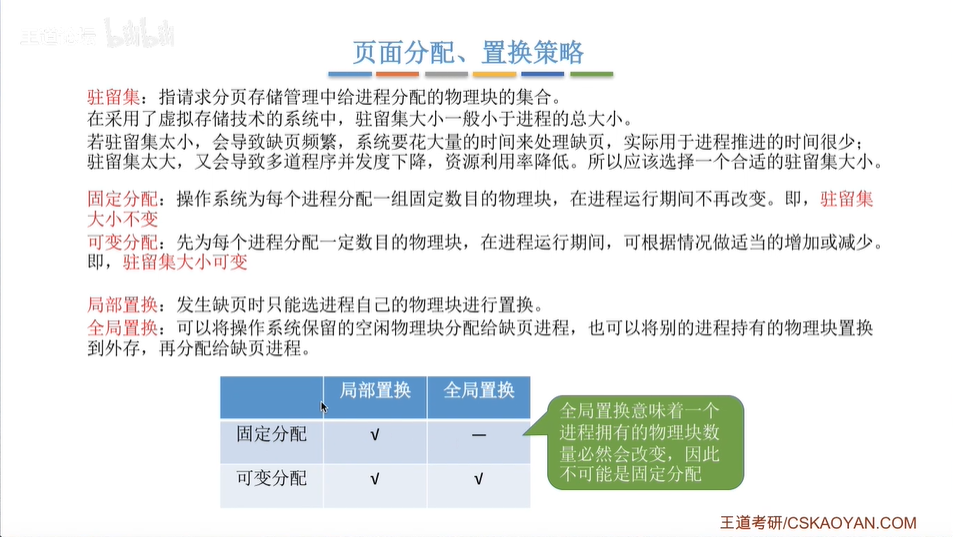 王道考研 bilibili
页面分配、置换策略
驻留集：指请求分页存储管理中给进程分配的物理块的集合。
在采用了虚拟存储技术的系统中，驻留集大小一般小于进程的总大小。
若驻留集太小，会导致缺页频繁，系统要花大量的时间来处理缺页，实际用于进程推进的时间很少；
驻留集太大，又会导致多道程序并发度下降，资源利用率降低。所以应该选择一个合适的驻留集大小。
固定分配：操作系统为每个进程分配一组固定数目的物理块，在进程运行期间不再改变。即，驻留集
大小不变
可变分配：先为每个进程分配一定数目的物理块，在进程运行期间，可根据情况做适当的增加或减少。
即，驻留集大小可变
局部置换：发生缺页时只能选进程自己的物理块进行置换。
全局置换：可以将操作系统保留的空闲物理块分配给缺页进程，也可以将别的进程持有的物理块置换
到外存，再分配给缺页进程。
局部置换 全局置换
固定分配 √ —
可变分配 √ √
全局置换意味着一个
进程拥有的物理块数
量必然会改变，因此
不可能是固定分配
王道考研/CSKAOYAN.COM